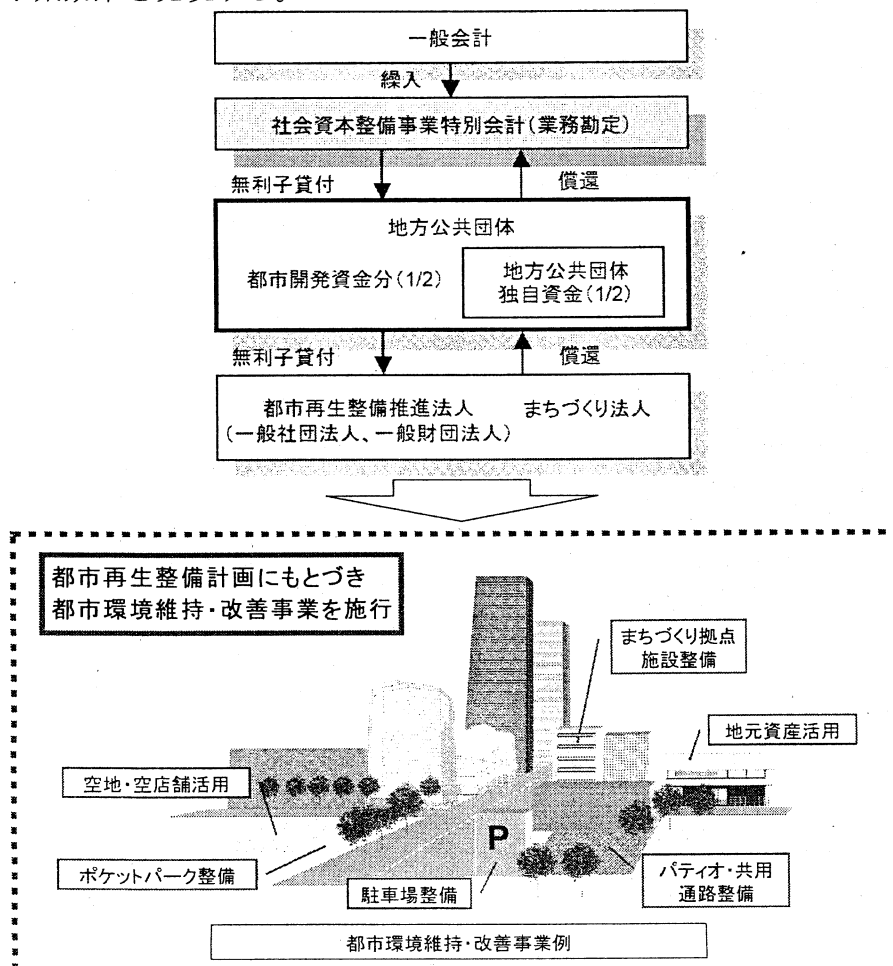 一般会計
繰入
社会資本整備事業特別会計(業務勘定)
無利子貸付
償還
地方公共団体
都市開発資金分(1/2)
地方公共団体
独自資金(1/2)
無利子貸付
償還
都市再生整備推進法人 まちづくり法人
(一般社団法人、一般財団法人)
都市再生整備計画にもとづき
都市環境維持・改善事業を施行
まちづくり拠点
施設整備
地元資産活用
空地・空店舗活用
P
ポケットパーク整備
駐車場整備
パティオ・共用
通路整備
都市環境維持・改善事業例